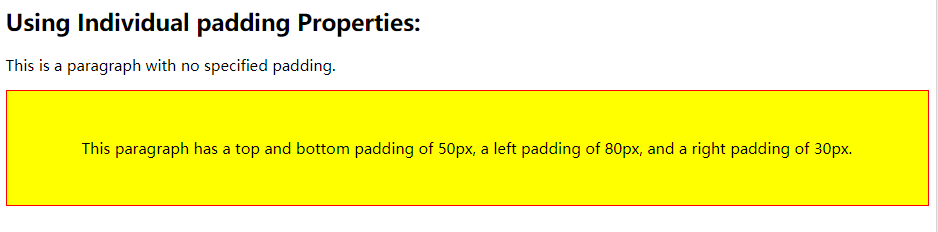 Using Individual padding Properties:
This is a paragraph with no specified padding.
This paragraph has a top and bottom padding of 50px, a left padding of 80px, and a right padding of 30px.